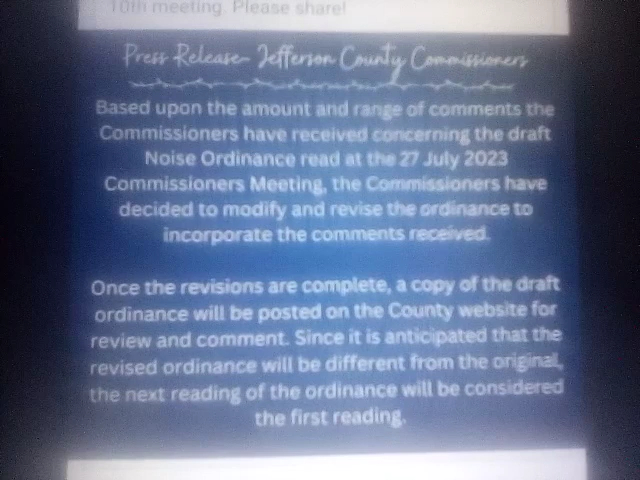 10th meeting. Please share!
Press Release Jefferson County Commissioners
Based upon the amount and range of comments the
Commissioners have received concerning the draft
Noise Ordinance read at the 27 July 2023
Commissioners Meeting, the Commissioners have
decided to modify and revise the ordinance to
incorporate the comments received.
Once the revisions are complete, a copy of the draft
ordinance will be posted on the County website for
review and comment. Since it is anticipated that the
revised ordinance will be different from the original,
the next reading of the ordinance will be considered
the first reading.